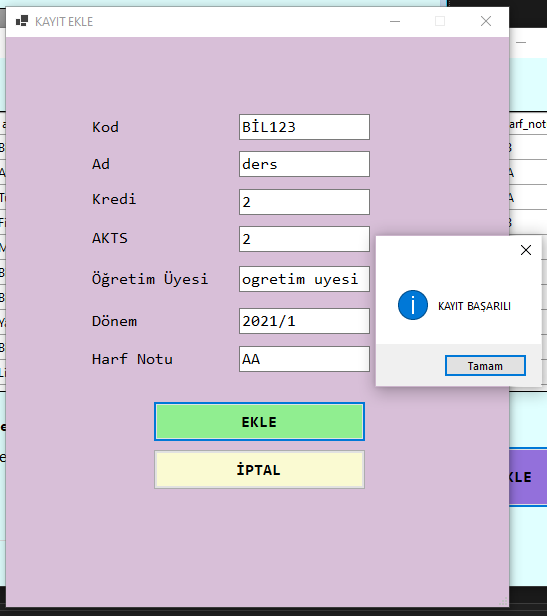 KAYIT EKLE
arf_not
Kod
BİL123
Ad
ders
Kredi
2
AKTS
2
Öğretim Üyesi
ogretim uyesi
Dönem
2021/1
Harf Notu
AA
KAYIT BAŞARILI
Tamam
EKLE
İPTAL
KLE